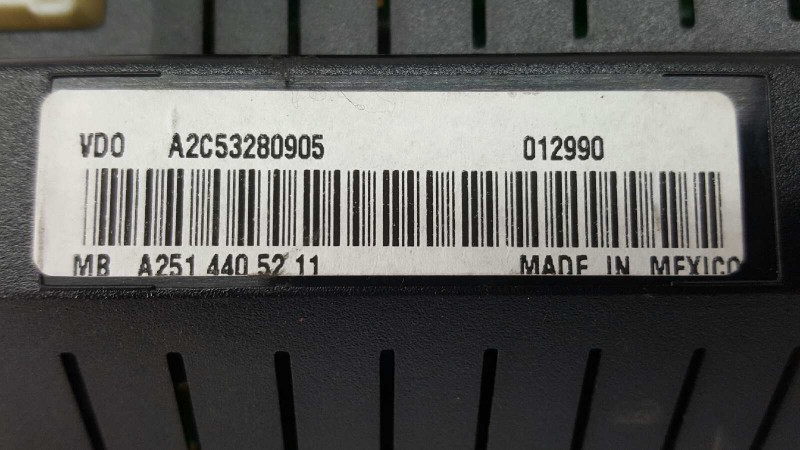 VDO A2C53280905 012990
MB A251 440 52 11 MADE IN MEXICO